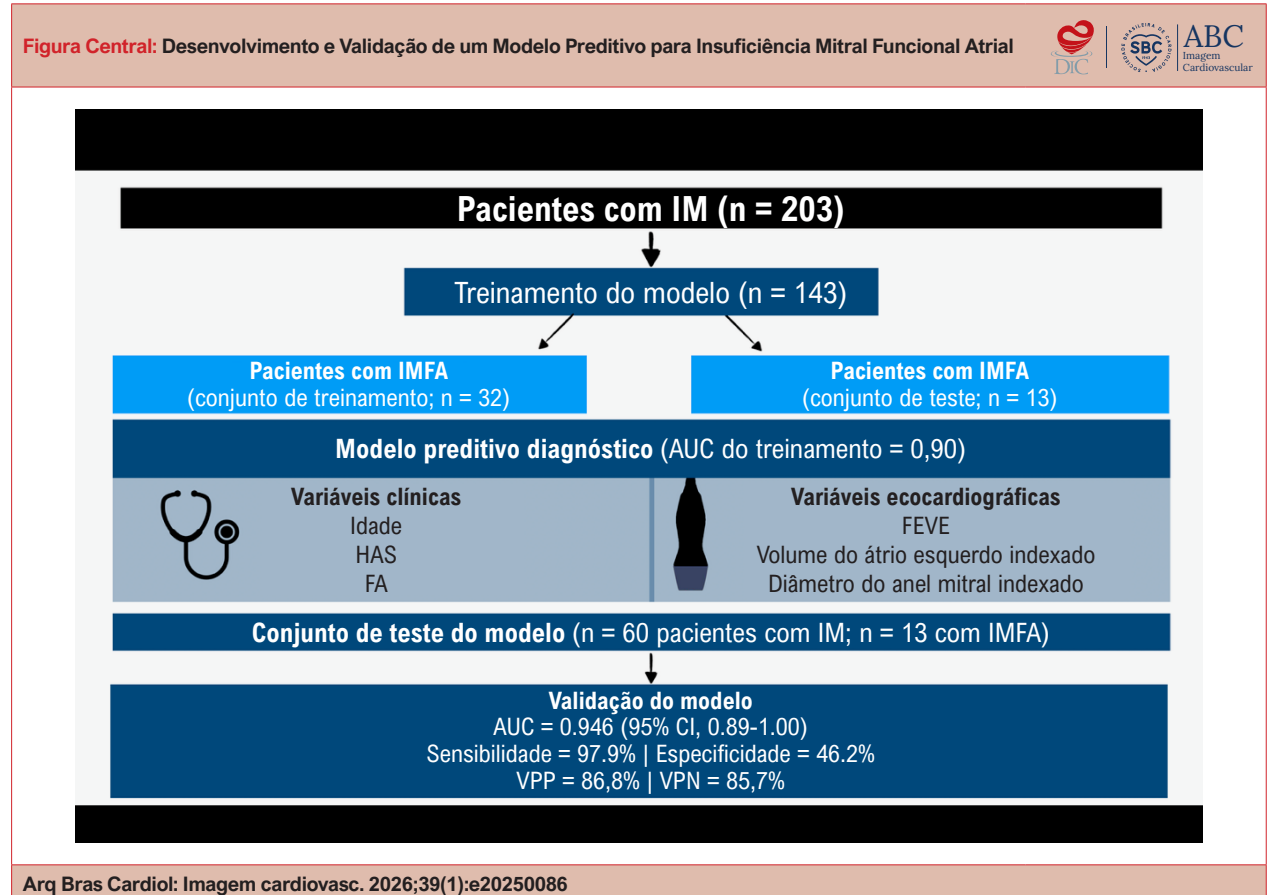 Figura Central: Desenvolvimento e Validação de um Modelo Preditivo para Insuficiência Mitral Funcional Atrial
DIC
SOCIEDADE BRASILEIRA DE CARDIOLOGIA
SBC
ABC
Imagem
Cardiovascular
Pacientes com IM (n = 203)
Treinamento do modelo (n = 143)
Pacientes com IMFA
(conjunto de treinamento; n = 32)
Pacientes com IMFA
(conjunto de teste; n = 13)
Modelo preditivo diagnóstico (AUC do treinamento = 0,90)
Variáveis clínicas
Idade
HAS
FA
Variáveis ecocardiográficas
FEVE
Volume do átrio esquerdo indexado
Diâmetro do anel mitral indexado
Conjunto de teste do modelo (n = 60 pacientes com IM; n = 13 com IMFA)
Validação do modelo
AUC = 0.946 (95% CI, 0.89-1.00)
Sensibilidade = 97.9% | Especificidade = 46.2%
VPP = 86,8% | VPN = 85,7%
Arq Bras Cardiol: Imagem cardiovasc. 2026;39(1):e20250086